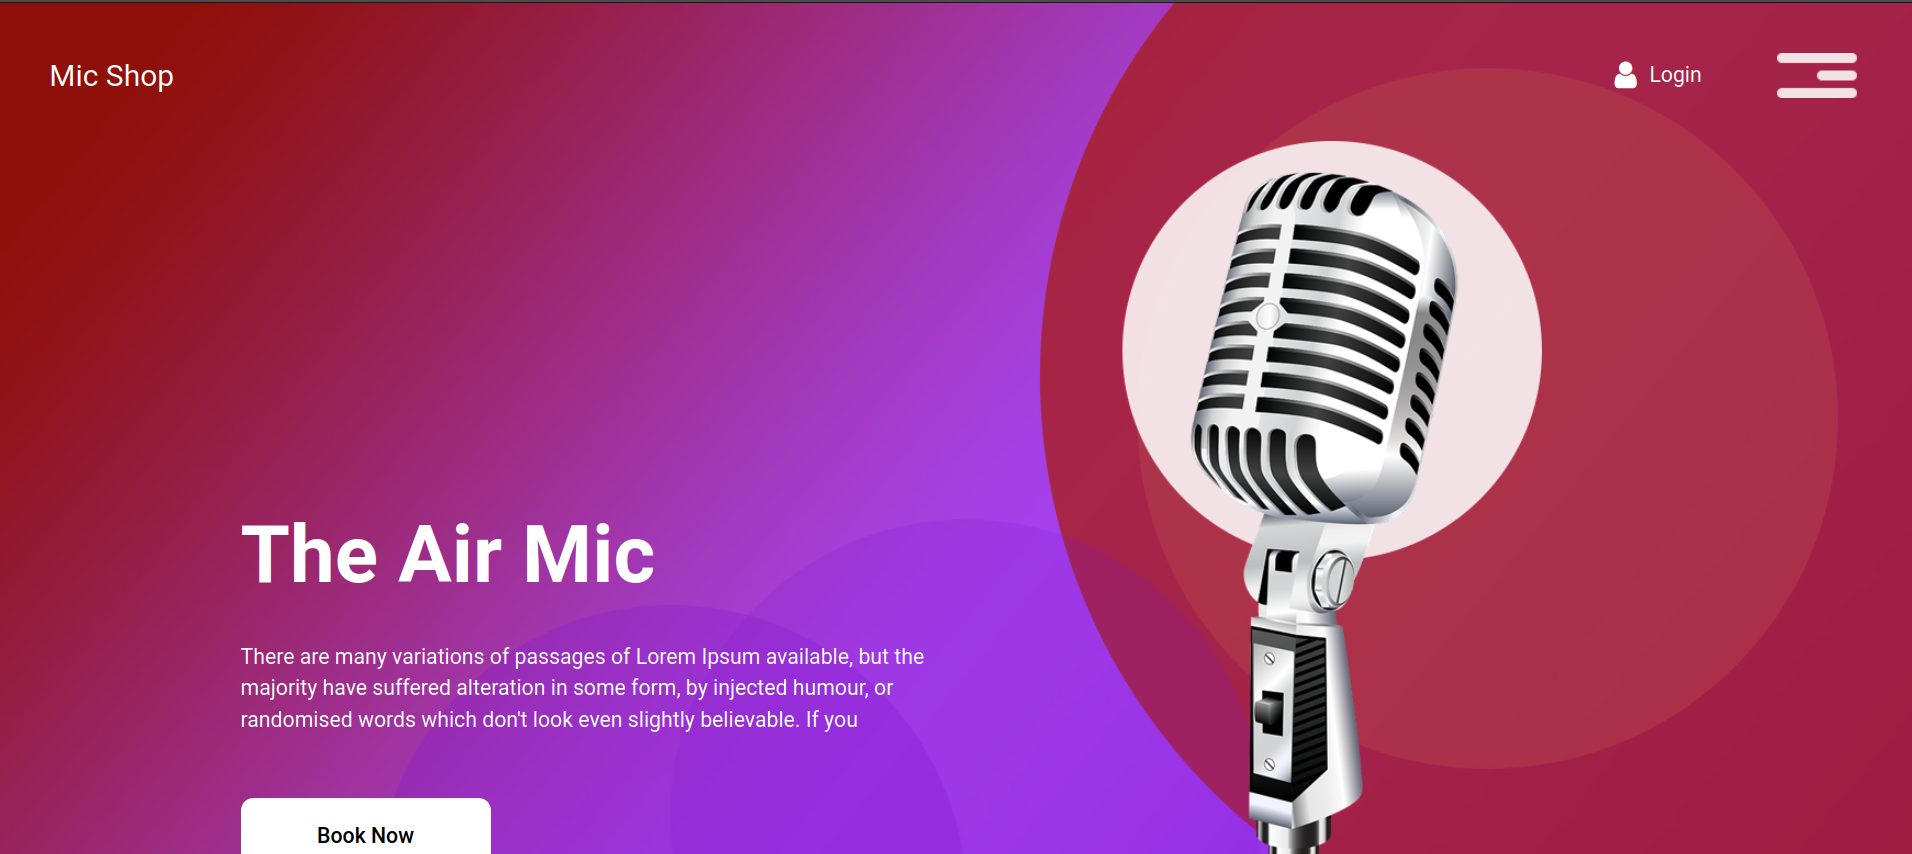 Mic Shop
Login
The Air Mic
There are many variations of passages of Lorem Ipsum available, but the
majority have suffered alteration in some form, by injected humour, or
randomised words which don't look even slightly believable. If you
Book Now